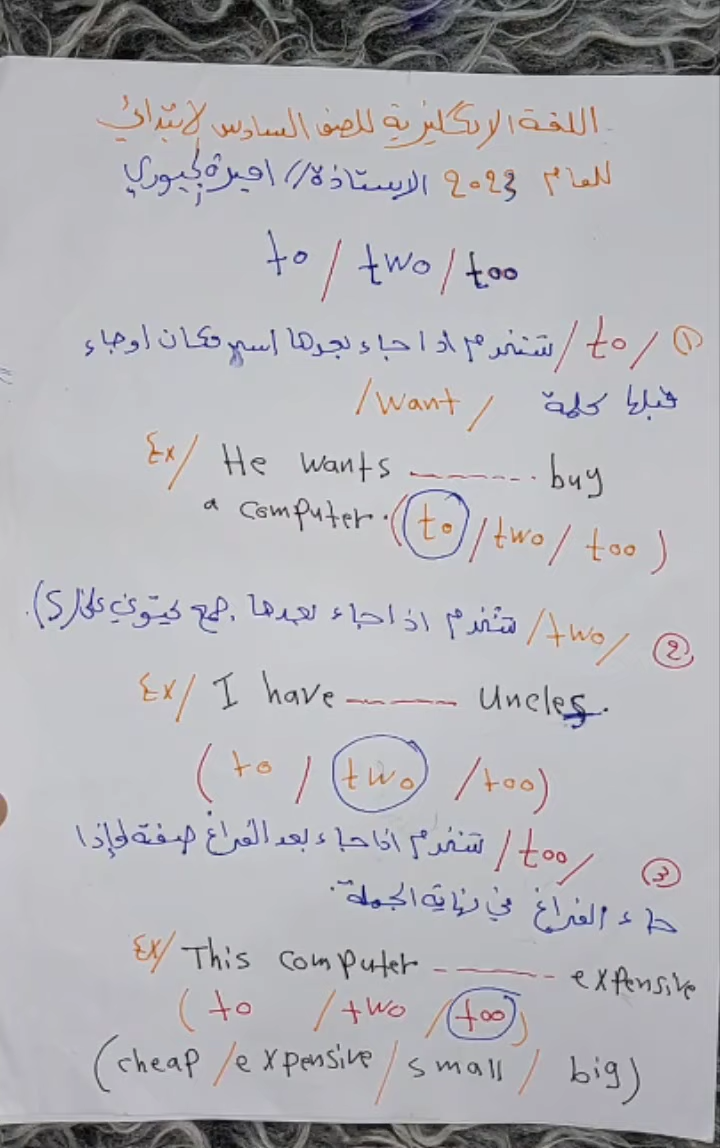 اللغة الإنكليزية للصف السادس الابتدائي
للعام 2023 الاستاذة// اميرة الجبوري
to / two / too
① /to/ تستخدم اذا جاء بعدها اسم مكان او جاء
قبلها كلمة /want/
Ex/ He wants ........ buy
a computer. (to / two / too)
② /two/ تستخدم اذا جاء بعدها جمع يحتوي على (s).
Ex/ I have ........ Uncles.
(to / two / too)
③ /too/ تستخدم اذا جاء بعد الفراغ صفة او إذا
جاء الفراغ في نهاية الجملة.
Ex/ This computer ........ expensive
(to / two / too)
(cheap / expensive / small / big)